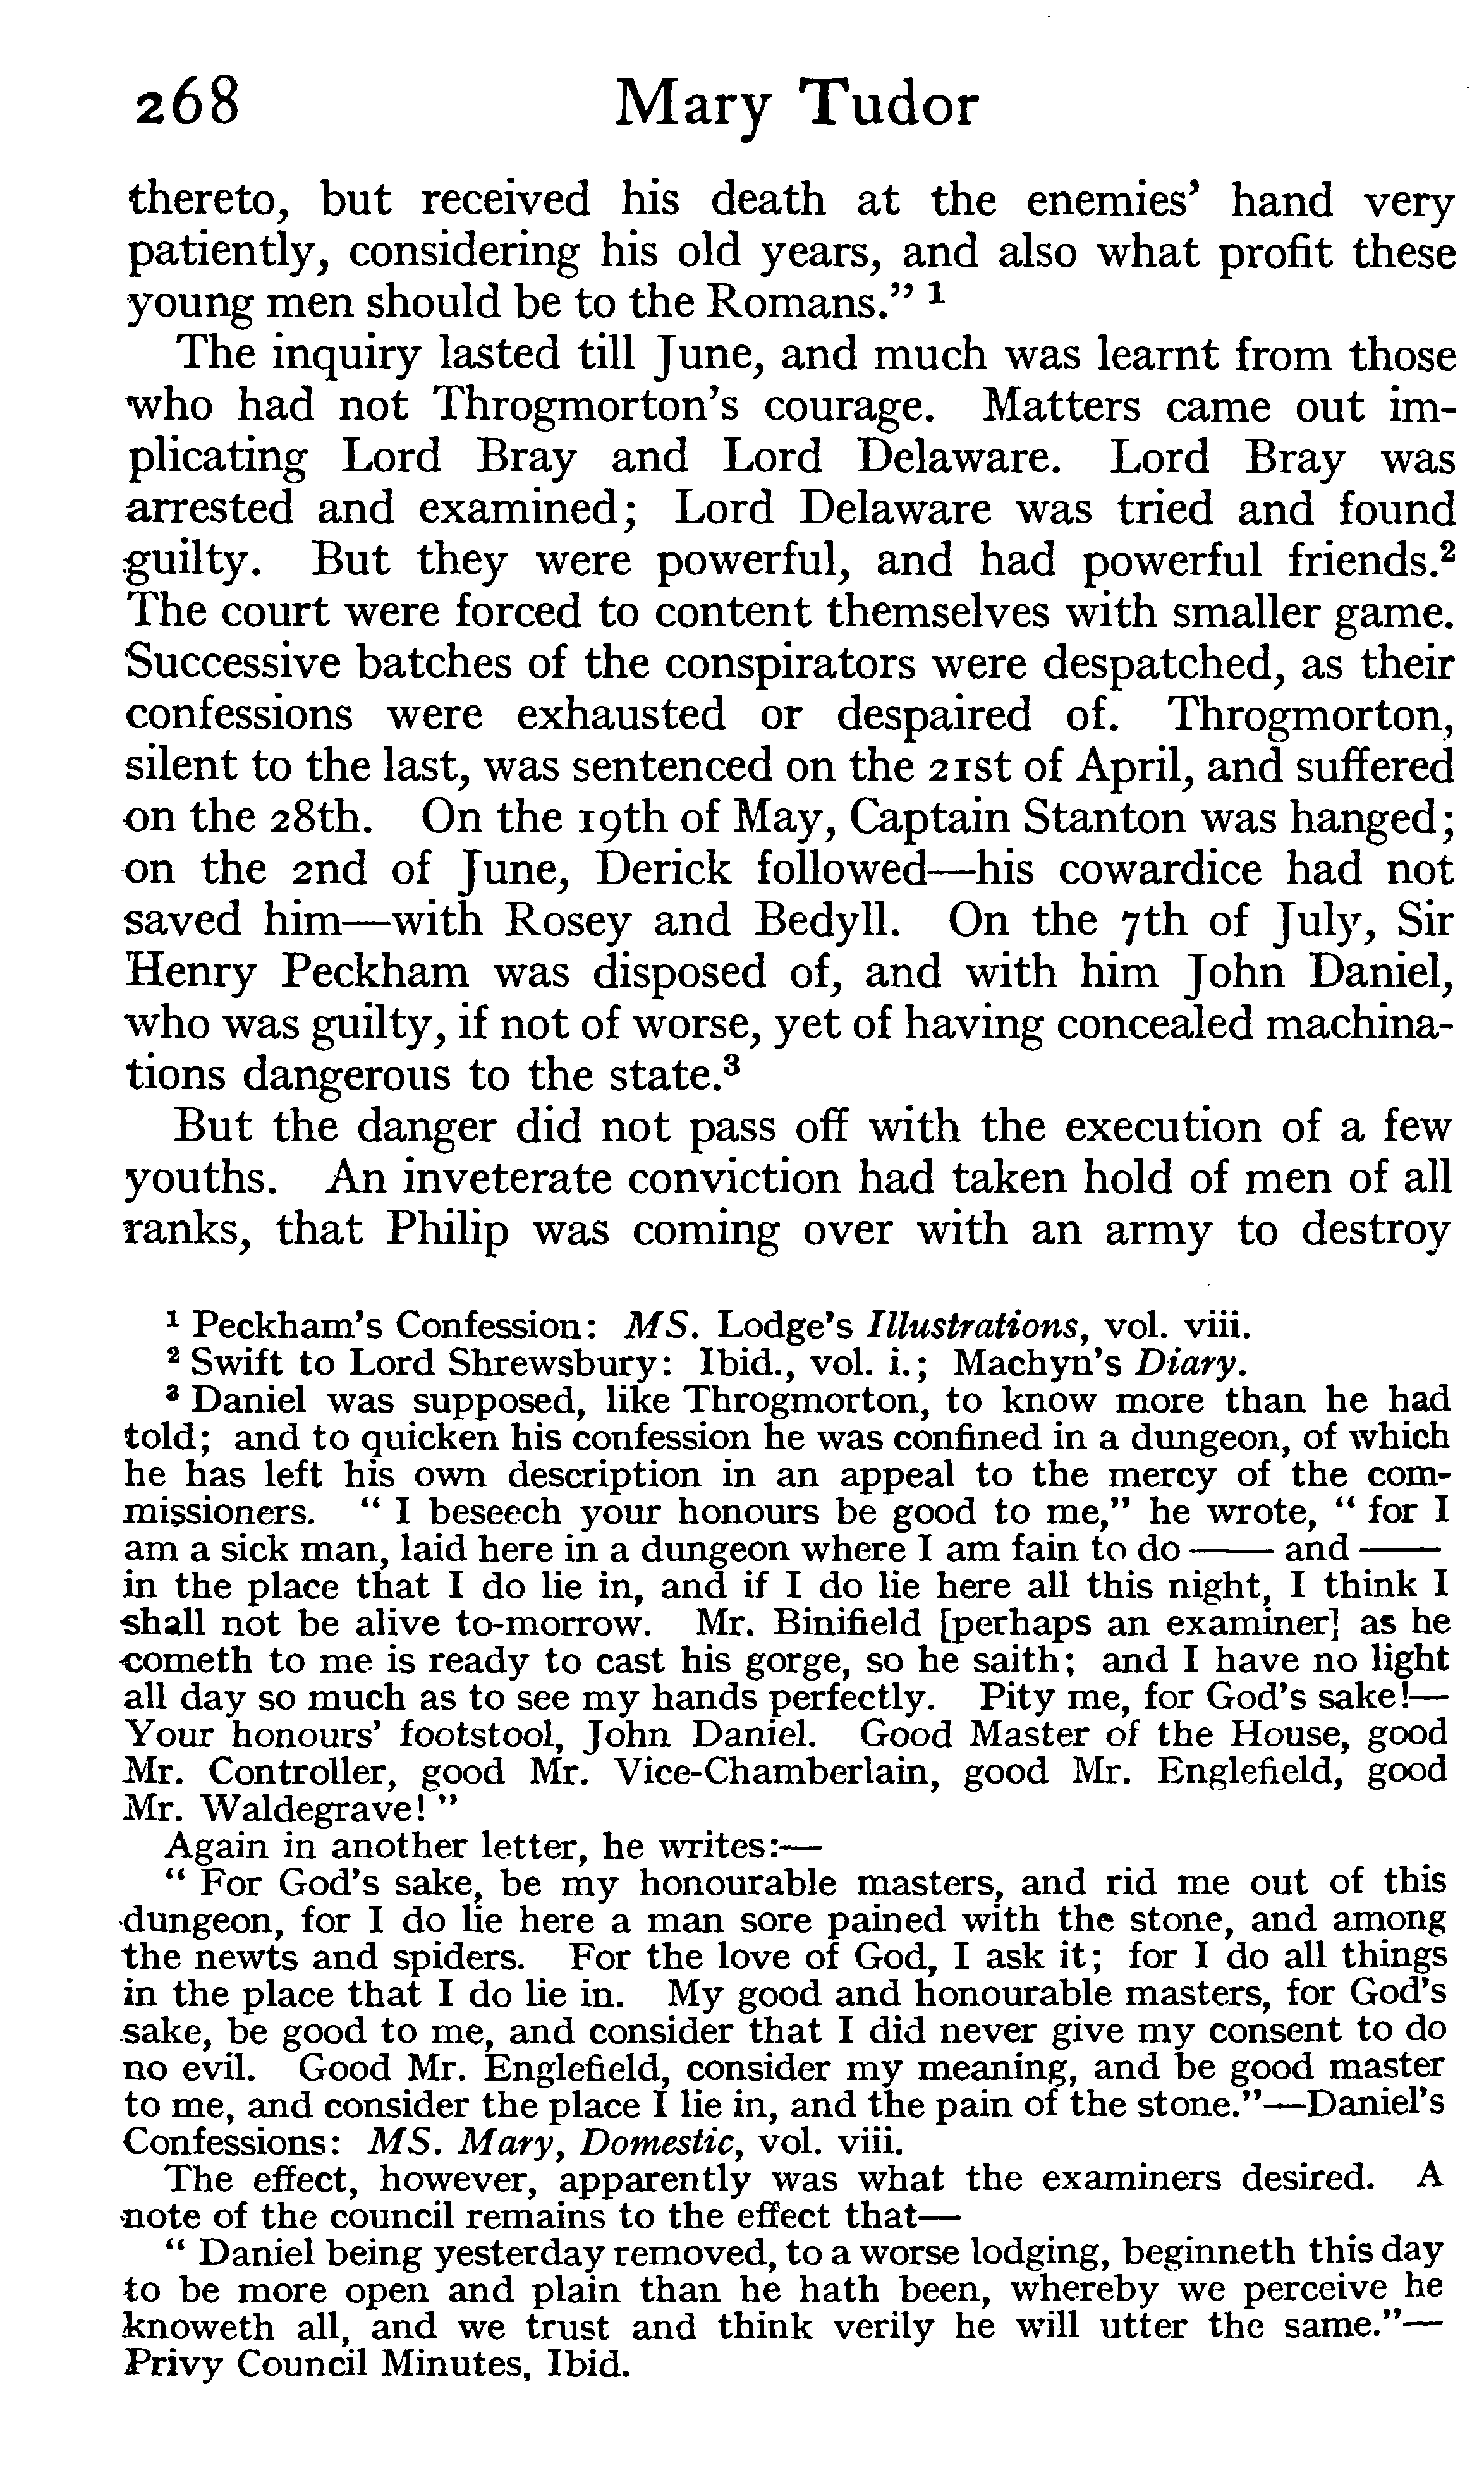 268 Mary Tudor
thereto, but received his death at the enemies' hand very
patiently, considering his old years, and also what profit these
young men should be to the Romans." 1
The inquiry lasted till June, and much was learnt from those
who had not Throgmorton's courage. Matters came out im-
plicating Lord Bray and Lord Delaware. Lord Bray was
arrested and examined; Lord Delaware was tried and found
guilty. But they were powerful, and had powerful friends.2
The court were forced to content themselves with smaller game.
Successive batches of the conspirators were despatched, as their
confessions were exhausted or despaired of. Throgmorton,
silent to the last, was sentenced on the 21st of April, and suffered
on the 28th. On the 19th of May, Captain Stanton was hanged;
on the 2nd of June, Derick followed—his cowardice had not
saved him—with Rosey and Bedyll. On the 7th of July, Sir
Henry Peckham was disposed of, and with him John Daniel,
who was guilty, if not of worse, yet of having concealed machina-
tions dangerous to the state.3
But the danger did not pass off with the execution of a few
youths. An inveterate conviction had taken hold of men of all
ranks, that Philip was coming over with an army to destroy
1 Peckham's Confession: MS. Lodge's Illustrations, vol. viii.
2 Swift to Lord Shrewsbury: Ibid., vol. i.; Machyn's Diary.
3 Daniel was supposed, like Throgmorton, to know more than he had
told; and to quicken his confession he was confined in a dungeon, of which
he has left his own description in an appeal to the mercy of the com-
missioners. " I beseech your honours be good to me," he wrote, " for I
am a sick man, laid here in a dungeon where I am fain to do —— and ——
in the place that I do lie in, and if I do lie here all this night, I think I
shall not be alive to-morrow. Mr. Binifield [perhaps an examiner] as he
cometh to me is ready to cast his gorge, so he saith; and I have no light
all day so much as to see my hands perfectly. Pity me, for God's sake!—
Your honours' footstool, John Daniel. Good Master of the House, good
Mr. Controller, good Mr. Vice-Chamberlain, good Mr. Englefield, good
Mr. Waldegrave! "
Again in another letter, he writes:—
" For God's sake, be my honourable masters, and rid me out of this
dungeon, for I do lie here a man sore pained with the stone, and among
the newts and spiders. For the love of God, I ask it; for I do all things
in the place that I do lie in. My good and honourable masters, for God's
sake, be good to me, and consider that I did never give my consent to do
no evil. Good Mr. Englefield, consider my meaning, and be good master
to me, and consider the place I lie in, and the pain of the stone."—Daniel's
Confessions: MS. Mary, Domestic, vol. viii.
The effect, however, apparently was what the examiners desired. A
note of the council remains to the effect that—
" Daniel being yesterday removed, to a worse lodging, beginneth this day
to be more open and plain than he hath been, whereby we perceive he
knoweth all, and we trust and think verily he will utter the same."—
Privy Council Minutes, Ibid.